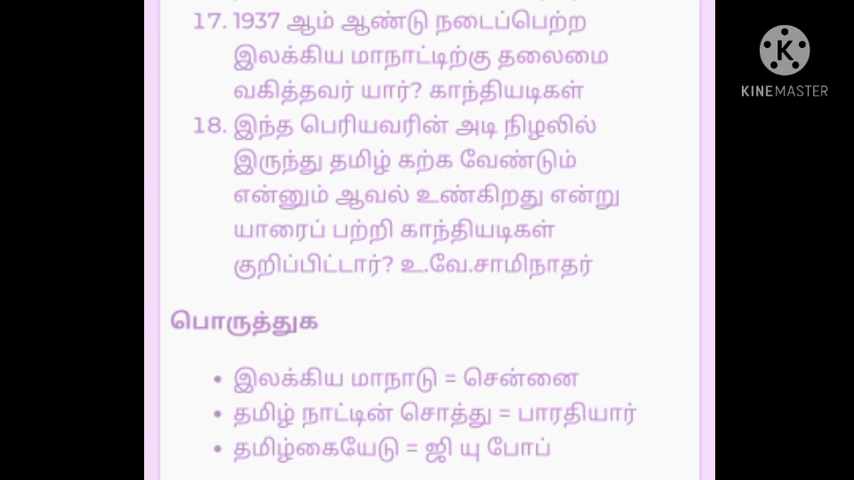 17. 1937 ஆம் ஆண்டு நடைப்பெற்ற
இலக்கிய மாநாட்டிற்கு தலைமை
வகித்தவர் யார்? காந்தியடிகள்
18. இந்த பெரியவரின் அடி நிழலில்
இருந்து தமிழ் கற்க வேண்டும்
என்னும் ஆவல் உண்கிறது என்று
யாரைப் பற்றி காந்தியடிகள்
குறிப்பிட்டார்? உ.வே.சாமிநாதர்
பொருத்துக
• இலக்கிய மாநாடு = சென்னை
• தமிழ் நாட்டின் சொத்து = பாரதியார்
• தமிழ்கையேடு = ஜி யு போப்
KINEMASTER